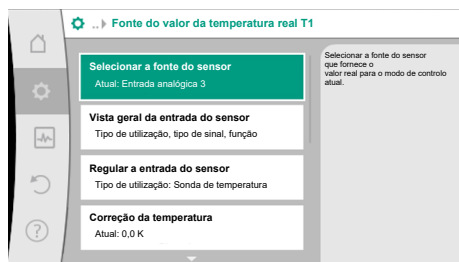 ..▸ Fonte do valor da temperatura real T1
Selecionar a fonte do sensor
Atual: Entrada analógica 3
Vista geral da entrada do sensor
Tipo de utilização, tipo de sinal, função
Regular a entrada do sensor
Tipo de utilização: Sonda de temperatura
Correção da temperatura
Atual: 0,0 K
Selecionar a fonte do sensor
que fornece o
valor real para o modo de controlo
atual.